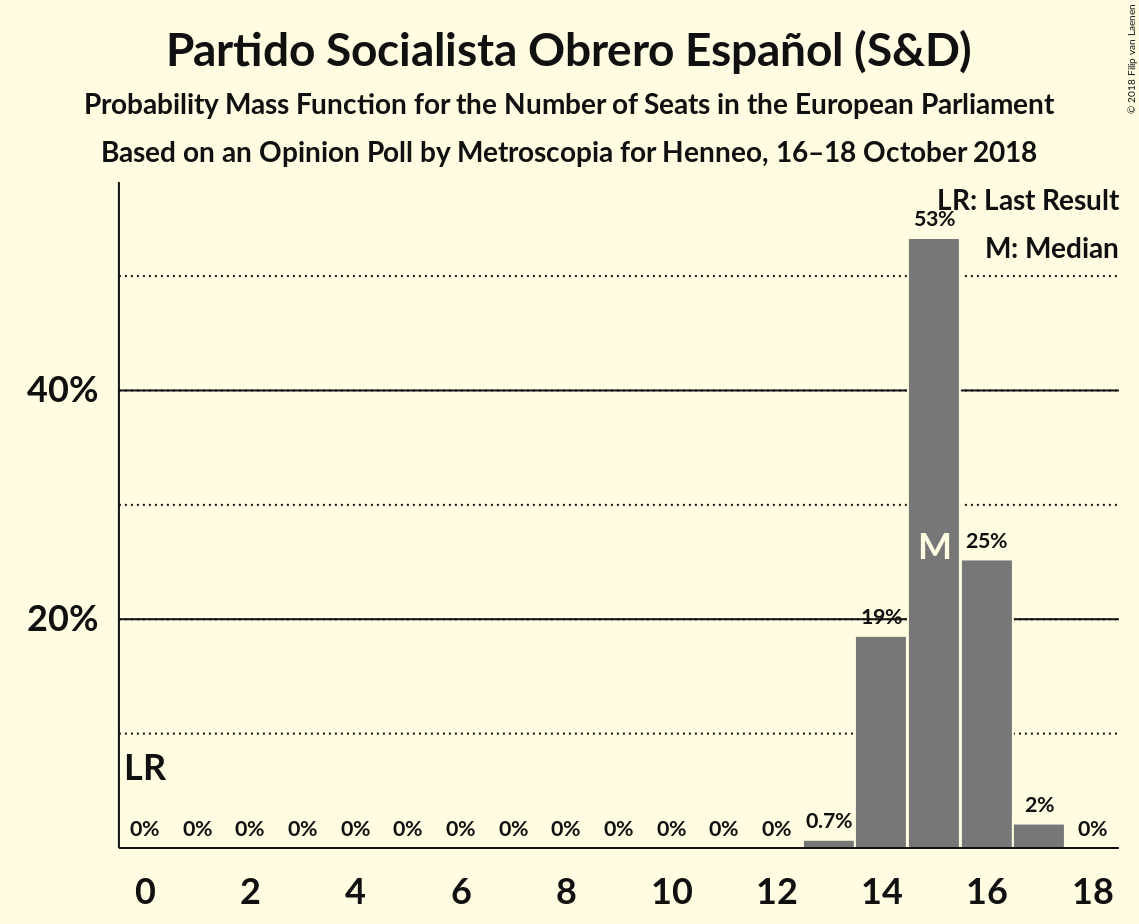 Partido Socialista Obrero Español (S&D)
Probability Mass Function for the Number of Seats in the European Parliament
Based on an Opinion Poll by Metroscopia for Henneo, 16–18 October 2018
© 2018 Filip van Laenen
LR: Last Result
53%
M: Median
40%
M
25%
20%
19%
LR
0% 0% 0% 0% 0% 0% 0% 0% 0% 0% 0% 0% 0% 0.7% 2% 0%
0 2 4 6 8 10 12 14 16 18